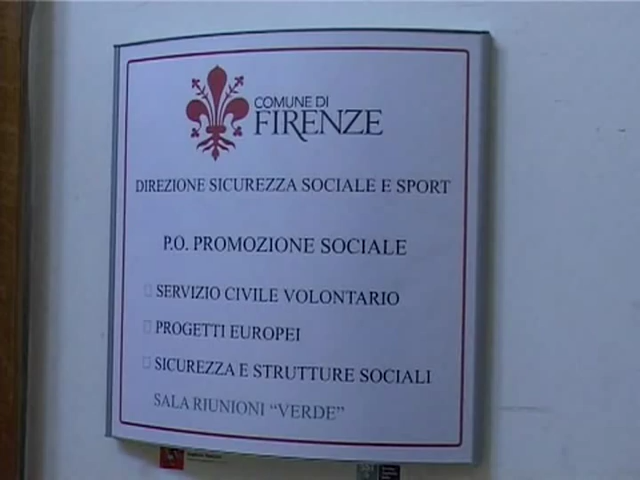 COMUNE DI
FIRENZE
DIREZIONE SICUREZZA SOCIALE E SPORT
P.O. PROMOZIONE SOCIALE
SERVIZIO CIVILE VOLONTARIO
PROGETTI EUROPEI
SICUREZZA E STRUTTURE SOCIALI
SALA RIUNIONI “VERDE”